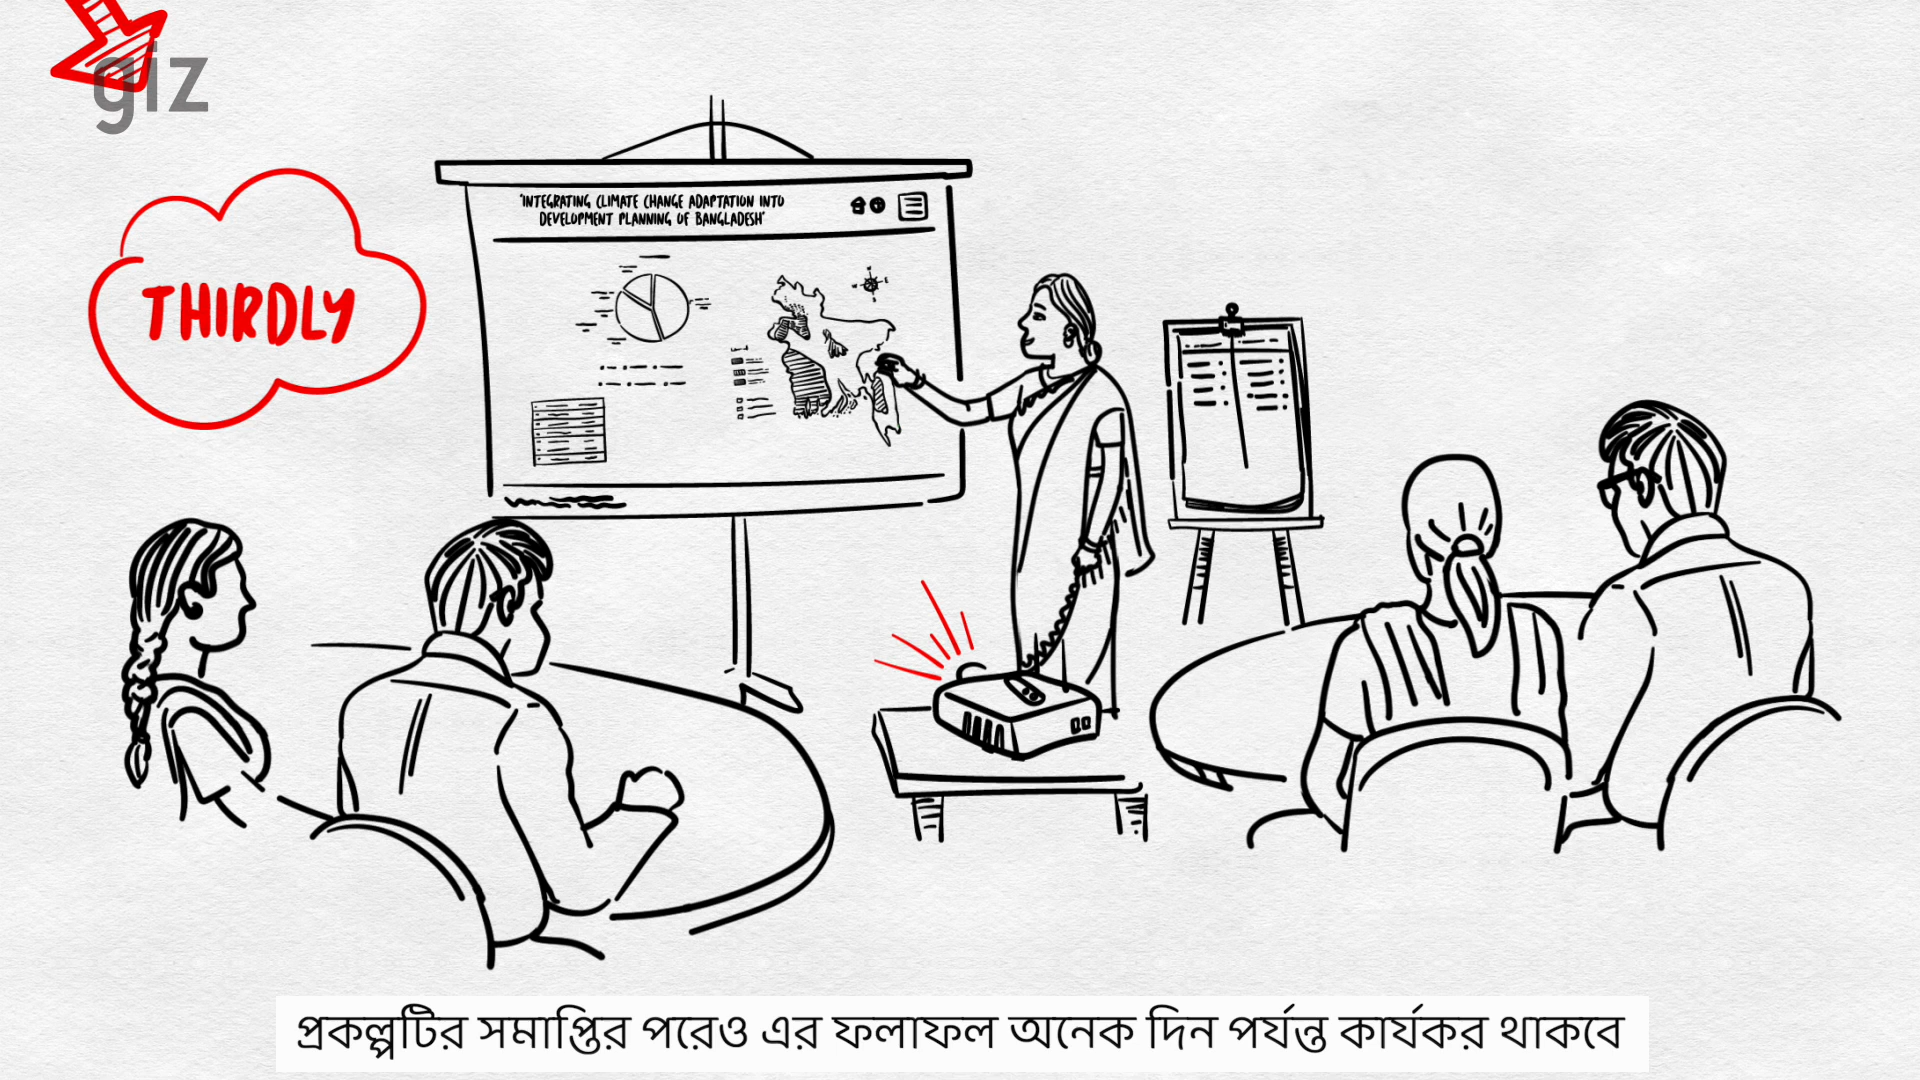 giz
"INTEGRATING CLIMATE CHANGE ADAPTATION INTO
DEVELOPMENT PLANNING OF BANGLADESH"
THIRDLY
প্রকল্পটির সমাপ্তির পরেও এর ফলাফল অনেক দিন পর্যন্ত কার্যকর থাকবে